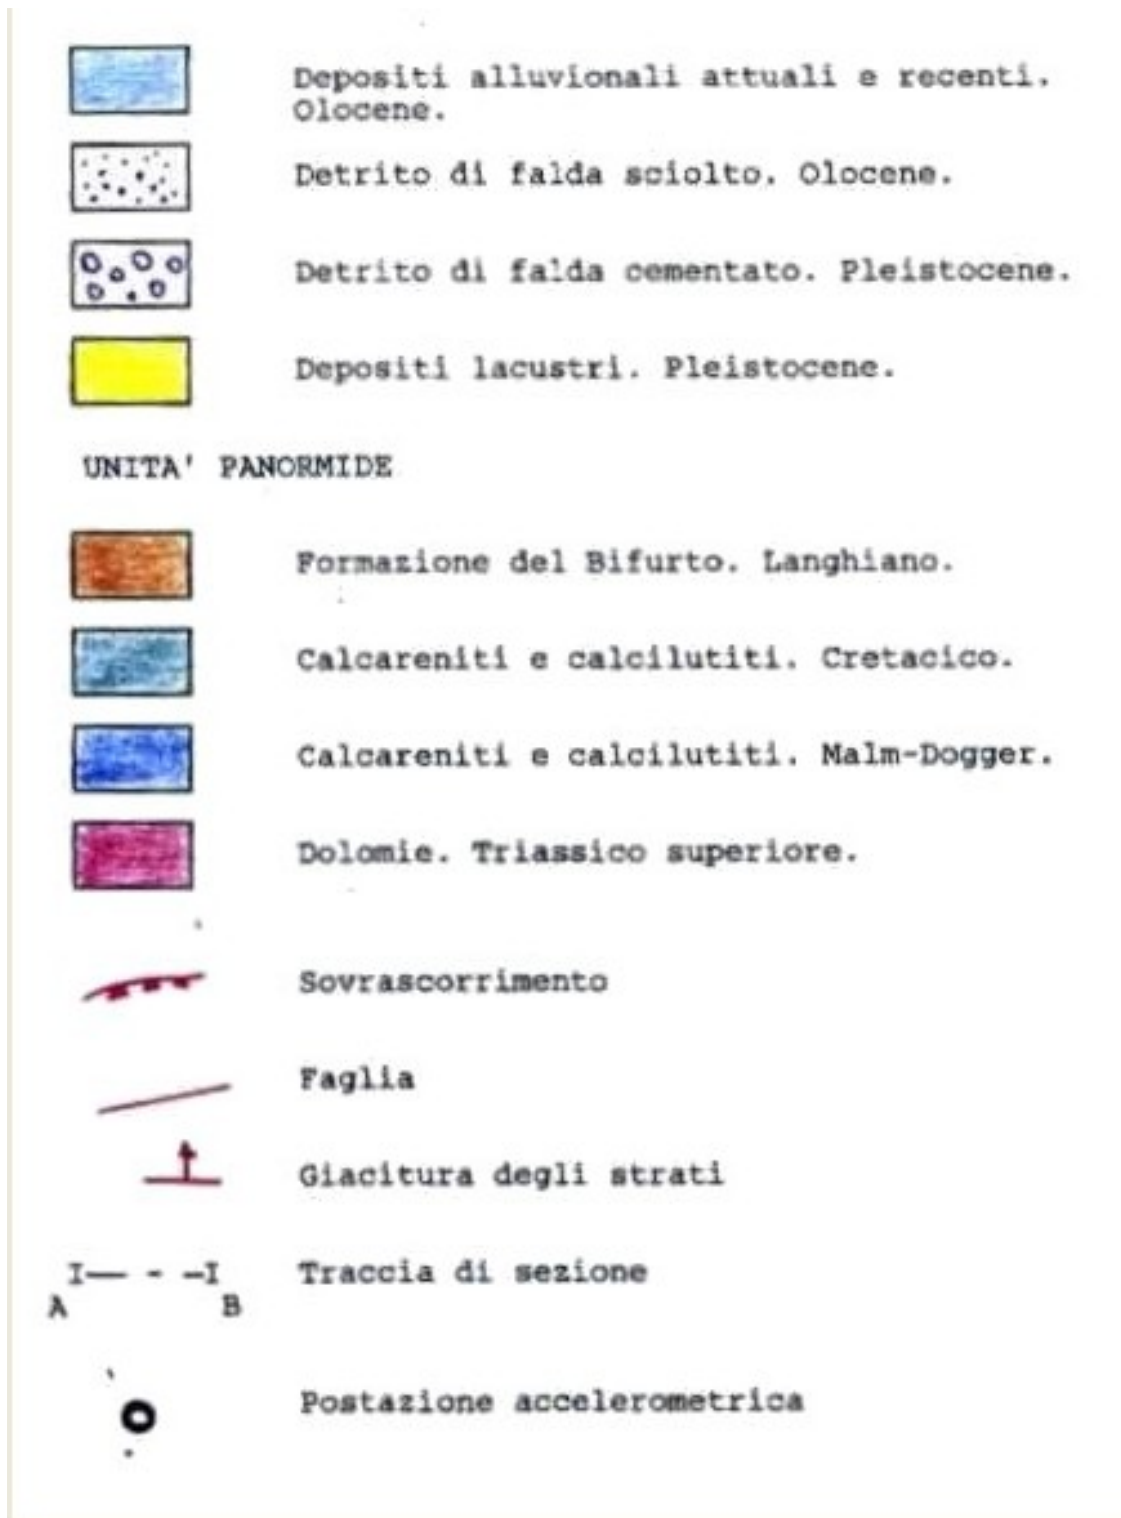 Depositi alluvionali attuali e recenti.
Olocene.
Detrito di falda sciolto. Olocene.
Detrito di falda cementato. Pleistocene.
Depositi lacustri. Pleistocene.
UNITA' PANORMIDE
Formazione del Bifurto. Langhiano.
Calcareniti e calcilutiti. Cretacico.
Calcareniti e calcilutiti. Malm-Dogger.
Dolomie. Triassico superiore.
Sovrascorrimento
Faglia
Giacitura degli strati
I— - —I Traccia di sezione
A B
Postazione accelerometrica